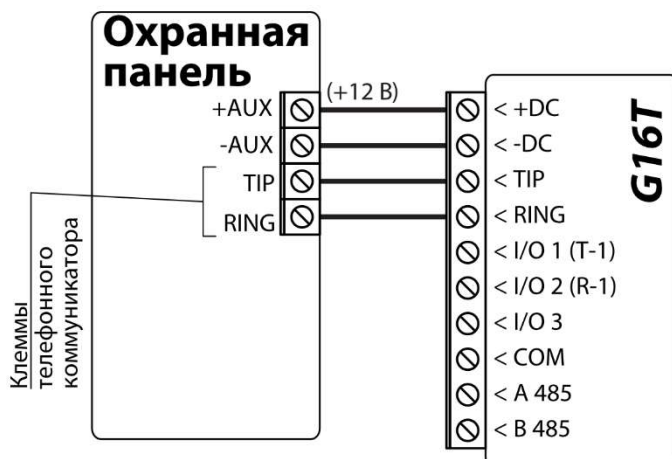 Охранная
панель
+AUX
-AUX
TIP
RING
(+12 В)
Клеммы
телефонного
коммуникатора
< +DC
< -DC
< TIP
< RING
< I/O 1 (T-1)
< I/O 2 (R-1)
< I/O 3
< COM
< A 485
< B 485
G16T